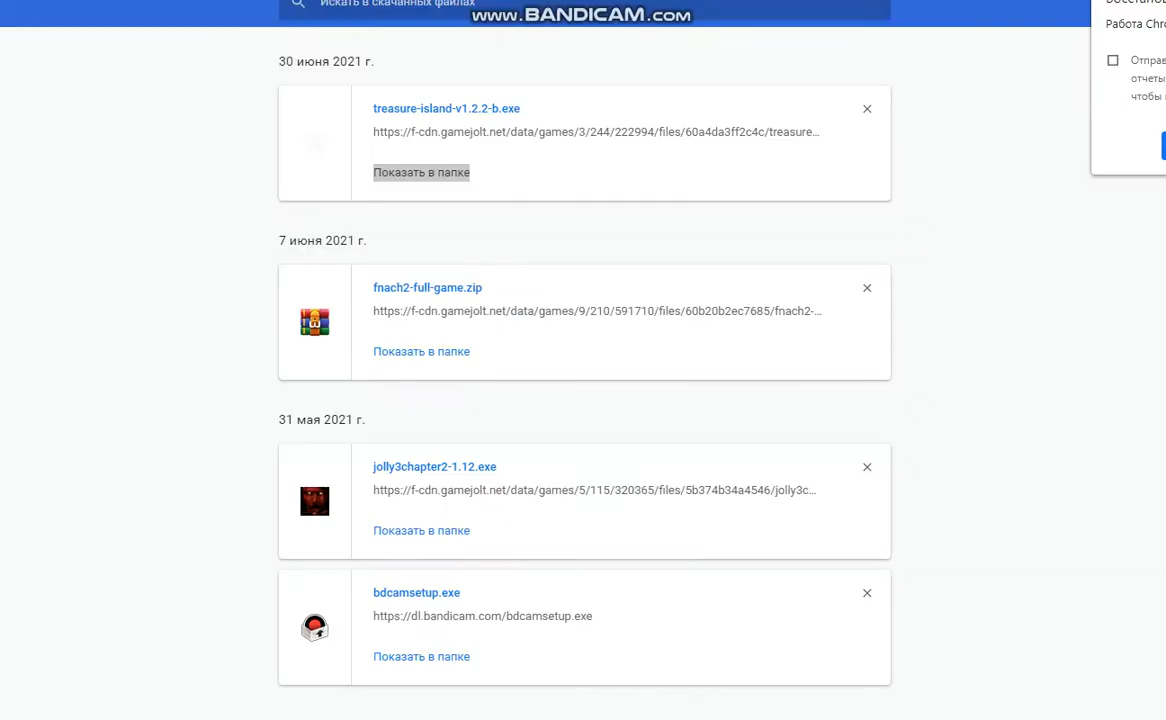 Искать в скачанных файлах
www.BANDICAM.com
Работа Chro
Отправ
отчеты
чтобы
30 июня 2021 г.
treasure-island-v1.2.2-b.exe
https://f-cdn.gamejolt.net/data/games/3/244/222994/files/60a4da3ff2c4c/treasure…
Показать в папке
7 июня 2021 г.
fnach2-full-game.zip
https://f-cdn.gamejolt.net/data/games/9/210/591710/files/60b20b2ec7685/fnach2-…
Показать в папке
31 мая 2021 г.
jolly3chapter2-1.12.exe
https://f-cdn.gamejolt.net/data/games/5/115/320365/files/5b374b34a4546/jolly3c…
Показать в папке
bdcamsetup.exe
https://dl.bandicam.com/bdcamsetup.exe
Показать в папке